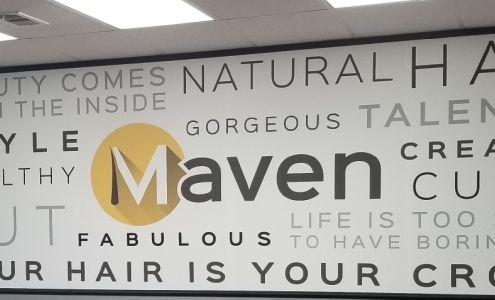 UTY COMES
THE INSIDE
NATURAL HA
GORGEOUS
TALEN
YLE
LTHY
Maven
CREA
CU
UT
FABULOUS
LIFE IS TOO S
TO HAVE BORIN
UR HAIR IS YOUR CRO